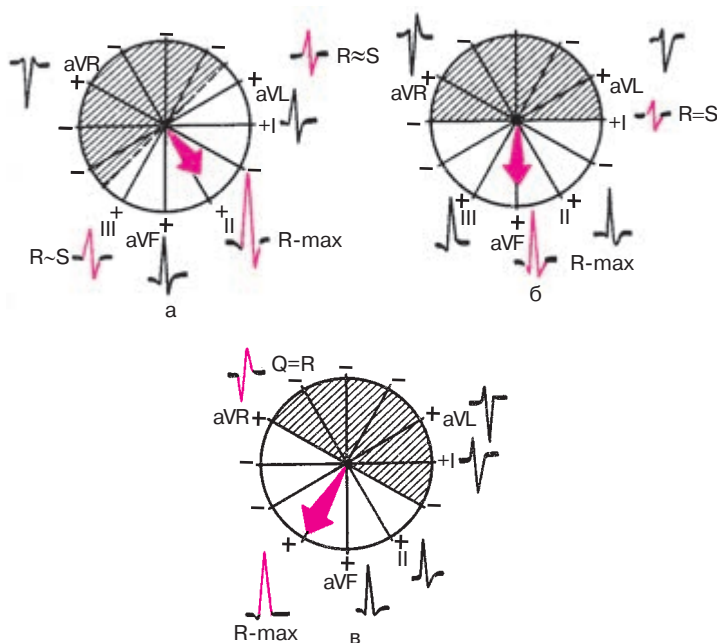 aVR
+
−
−
−
−
+
aVL
+I
−
−
−
III
+
+
aVF
+
II
R≈S
R~S
R-max
а
aVR
+
−
−
−
−
+
aVL
+I
−
−
−
+
III
+
aVF
+
II
R=S
R-max
б
Q=R
aVR
+
−
−
−
−
+
aVL
+I
−
−
−
+
+
aVF
+
II
R-max
в